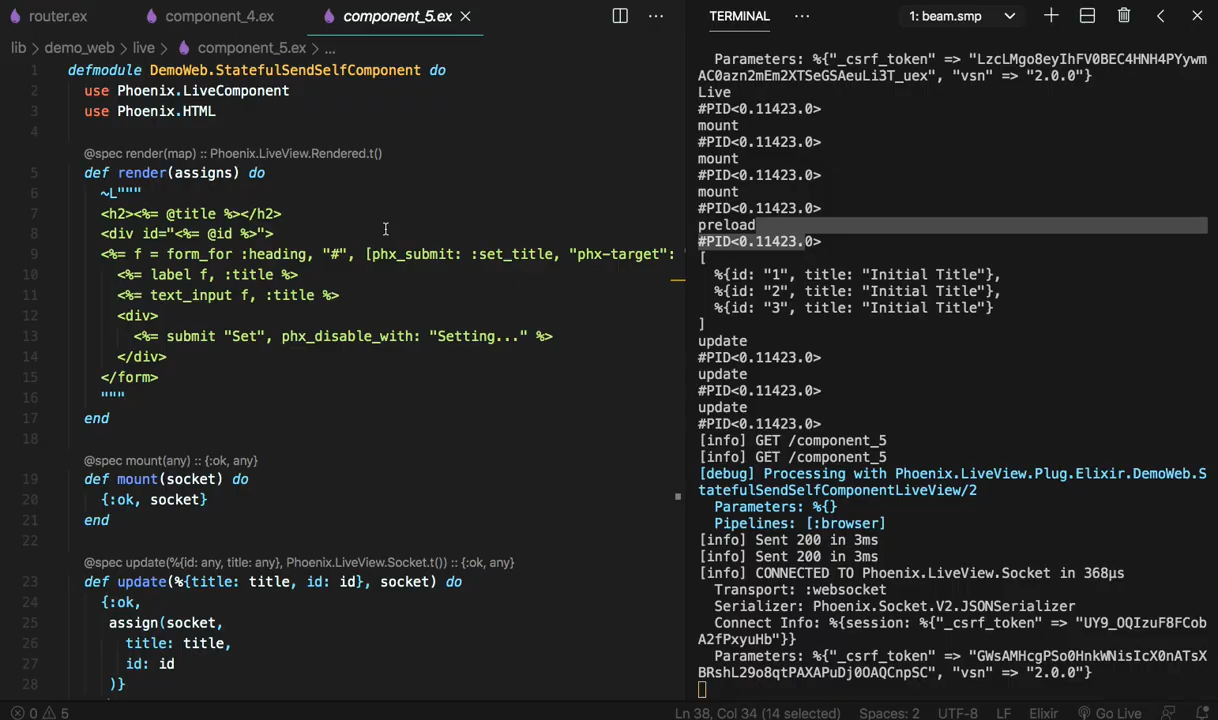 router.ex
component_4.ex
component_5.ex
lib > demo_web > live > component_5.ex > ...
1 defmodule DemoWeb.StatefulSendSelfComponent do
2 use Phoenix.LiveComponent
3 use Phoenix.HTML
4
@spec render(map) :: Phoenix.LiveView.Rendered.t()
5 def render(assigns) do
6 ~L"""
7 <h2><%= @title %></h2>
8 <div id="<%= @id %>">
9 <%= f = form_for :heading, "#", [phx_submit: :set_title, "phx-target": "
10 <%= label f, :title %>
11 <%= text_input f, :title %>
12 <div>
13 <%= submit "Set", phx_disable_with: "Setting..." %>
14 </div>
15 </form>
16 """
17 end
18
@spec mount(any) :: {:ok, any}
19 def mount(socket) do
20 {:ok, socket}
21 end
22
@spec update(%{id: any, title: any}, Phoenix.LiveView.Socket.t()) :: {:ok, any}
23 def update(%{title: title, id: id}, socket) do
24 {:ok,
25 assign(socket,
26 title: title,
27 id: id
28 )}
TERMINAL ... 1: beam.smp
Parameters: %{"_csrf_token" => "LzcLMgo8eyIhFV0BEC4HNH4PYywm
AC0azn2mEm2XTSeGSAeuLi3T_uex", "vsn" => "2.0.0"}
Live
#PID<0.11423.0>
mount
#PID<0.11423.0>
mount
#PID<0.11423.0>
mount
#PID<0.11423.0>
preload
#PID<0.11423.0>
[
%{id: "1", title: "Initial Title"},
%{id: "2", title: "Initial Title"},
%{id: "3", title: "Initial Title"}
]
update
#PID<0.11423.0>
update
#PID<0.11423.0>
update
#PID<0.11423.0>
[info] GET /component_5
[info] GET /component_5
[debug] Processing with Phoenix.LiveView.Plug.Elixir.DemoWeb.S
tatefulSendSelfComponentLiveView/2
Parameters: %{}
Pipelines: [:browser]
[info] Sent 200 in 3ms
[info] Sent 200 in 3ms
[info] CONNECTED TO Phoenix.LiveView.Socket in 368µs
Transport: :websocket
Serializer: Phoenix.Socket.V2.JSONSerializer
Connect Info: %{session: %{"_csrf_token" => "UY9_OQIzuF8FCob
A2fPxyuHb"}}
Parameters: %{"_csrf_token" => "GWsAMHcgPSo0HnkWNisIcX0nATsX
BRshL29o8qtPAXAPuDj0OAQCnpSC", "vsn" => "2.0.0"}
0 5
Ln 38, Col 34 (14 selected) Spaces: 2 UTF-8 LF Elixir Go Live